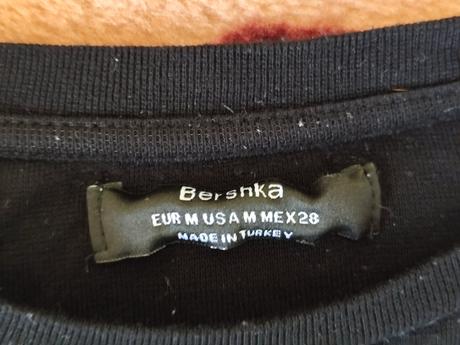 Bershka
EUR M USA M MEX 28
MADE IN TURKEY